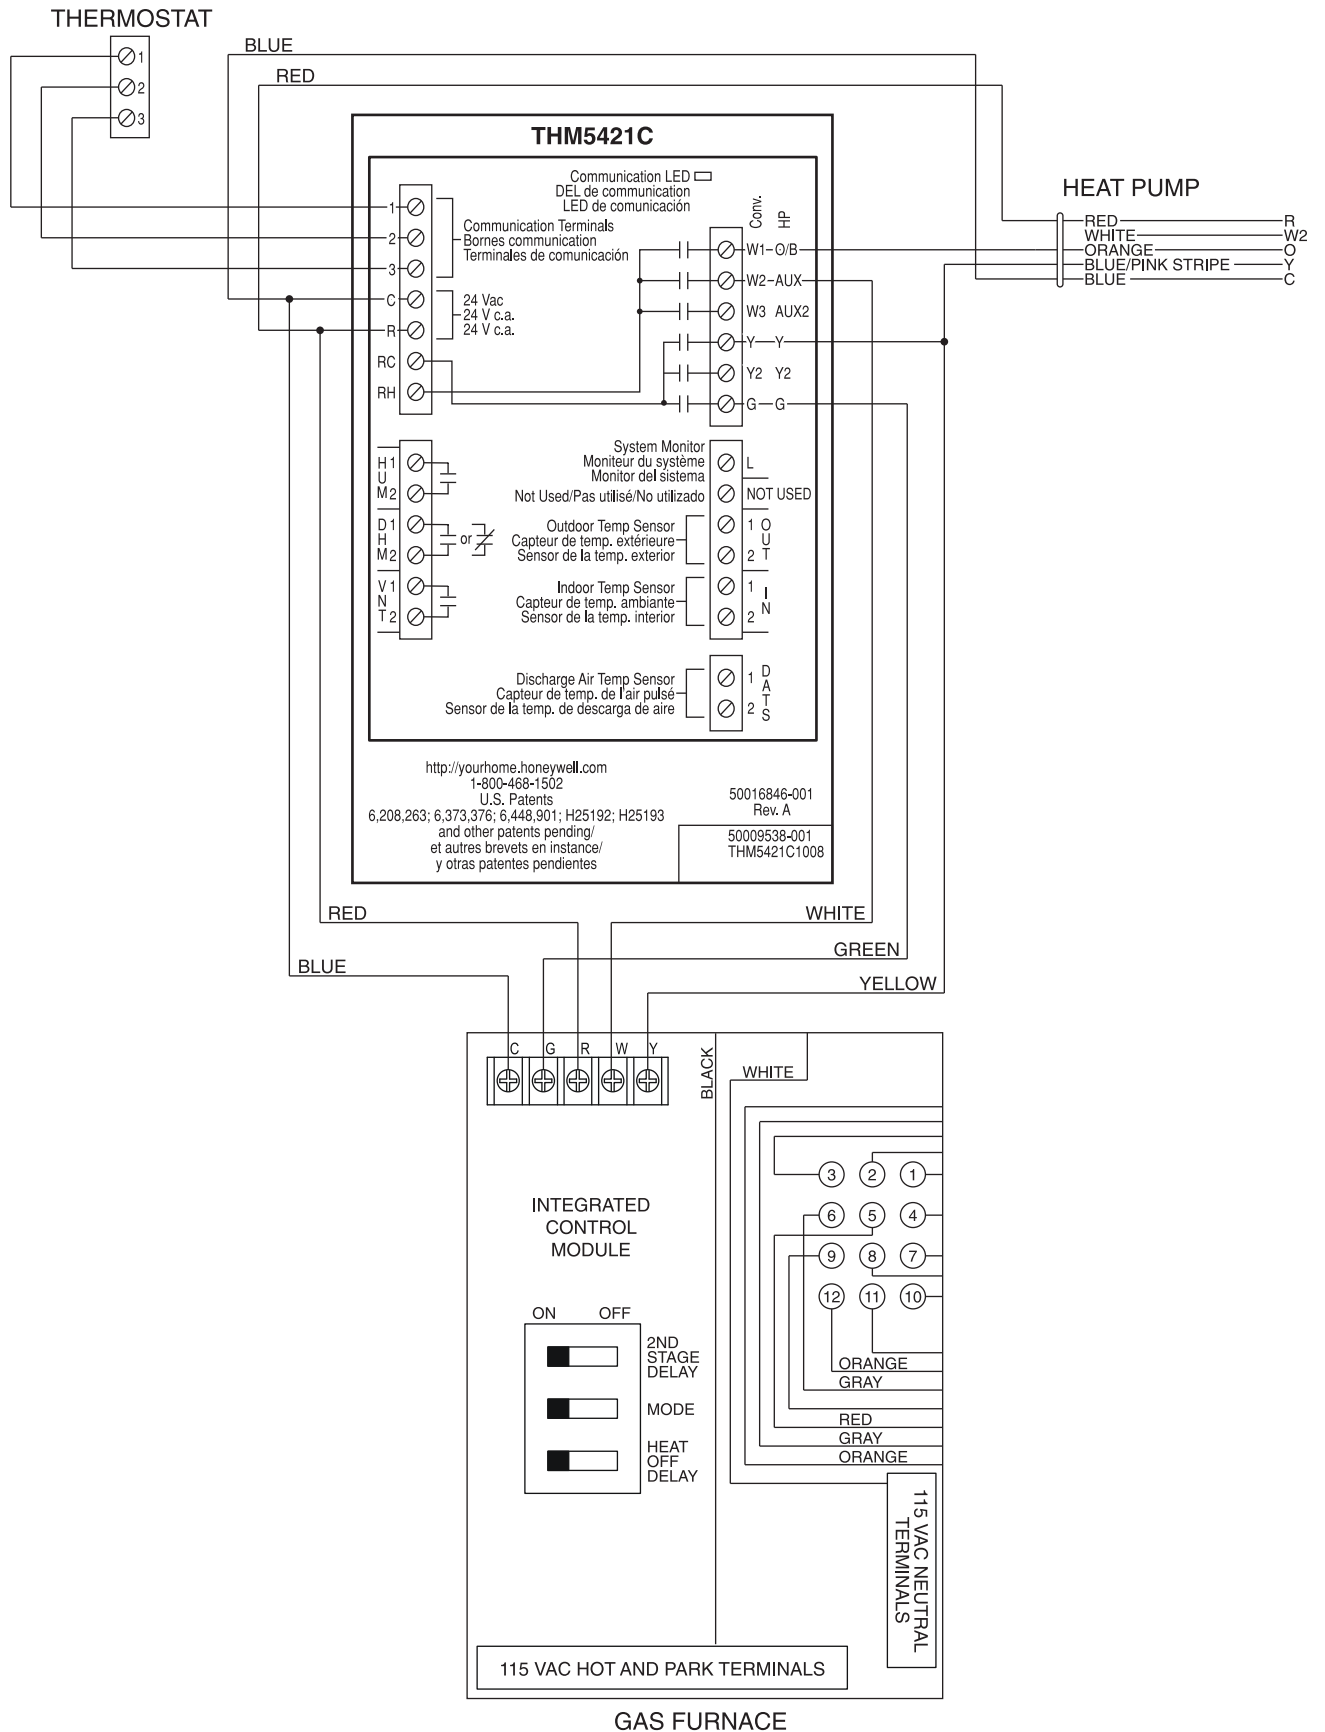 THERMOSTAT
1
2
3
BLUE
RED
THM5421C
Communication LED
DEL de communication
LED de comunicación
1
2
3
Communication Terminals
Bornes communication
Terminales de comunicación
C
R
24 Vac
24 V c.a.
24 V c.a.
RC
RH
Conv.
HP
W1 O/B
W2 AUX
W3 AUX2
Y Y
Y2 Y2
G G
HEAT PUMP
RED R
WHITE W2
ORANGE O
BLUE/PINK STRIPE Y
BLUE C
HUM
1
2
DHM
1
2
or
VNT
1
2
System Monitor
Moniteur du système
Monitor del sistema
L
Not Used/Pas utilisé/No utilizado
NOT USED
Outdoor Temp Sensor
Capteur de temp. extérieure
Sensor de la temp. exterior
1
2
OUT
Indoor Temp Sensor
Capteur de temp. ambiante
Sensor de la temp. interior
1
2
IN
Discharge Air Temp Sensor
Capteur de temp. de l'air pulsé
Sensor de la temp. de descarga de aire
1
2
DATS
http://yourhome.honeywell.com
1-800-468-1502
U.S. Patents
6,208,263; 6,373,376; 6,448,901; H25192; H25193
and other patents pending/
et autres brevets en instance/
y otras patentes pendientes
50016846-001
Rev. A
50009538-001
THM5421C1008
RED
WHITE
GREEN
BLUE
YELLOW
C G R W Y
BLACK
WHITE
3 2 1
6 5 4
9 8 7
12 11 10
INTEGRATED
CONTROL
MODULE
ON OFF
2ND
STAGE
DELAY
MODE
HEAT
OFF
DELAY
ORANGE
GRAY
RED
GRAY
ORANGE
115 VAC NEUTRAL
TERMINALS
115 VAC HOT AND PARK TERMINALS
GAS FURNACE